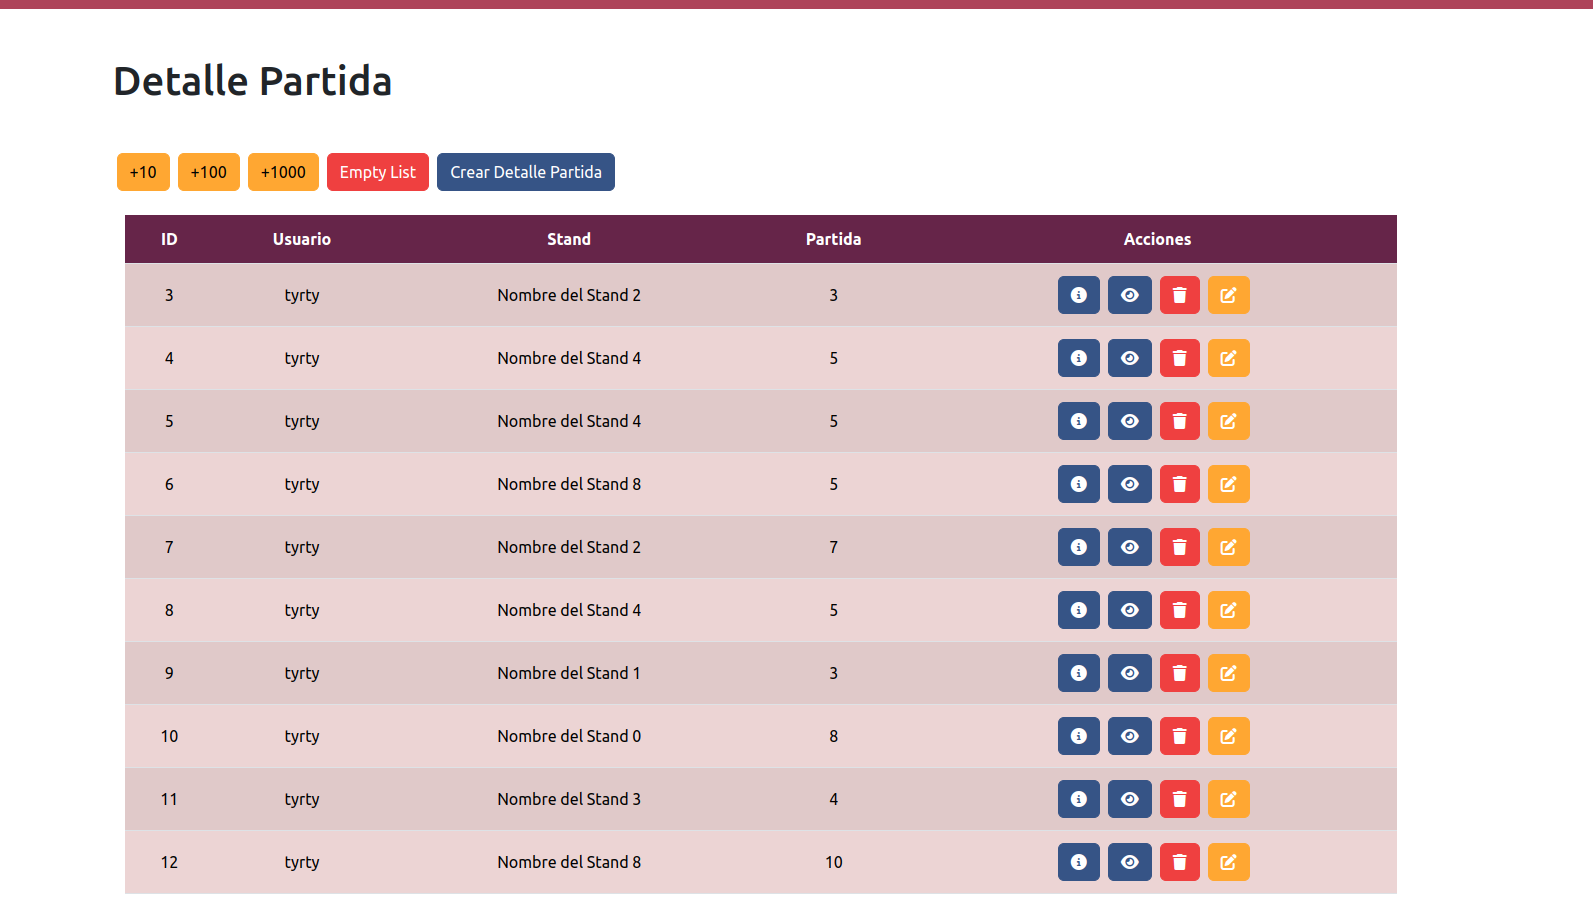 Detalle Partida
+10 +100 +1000 Empty List Crear Detalle Partida
ID Usuario Stand Partida Acciones
3 tyrty Nombre del Stand 2 3
4 tyrty Nombre del Stand 4 5
5 tyrty Nombre del Stand 4 5
6 tyrty Nombre del Stand 8 5
7 tyrty Nombre del Stand 2 7
8 tyrty Nombre del Stand 4 5
9 tyrty Nombre del Stand 1 3
10 tyrty Nombre del Stand 0 8
11 tyrty Nombre del Stand 3 4
12 tyrty Nombre del Stand 8 10